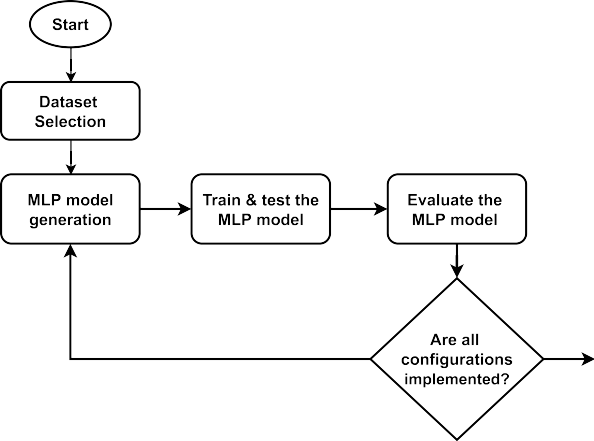 Start
Dataset
Selection
MLP model
generation
Train & test the
MLP model
Evaluate the
MLP model
Are all
configurations
implemented?